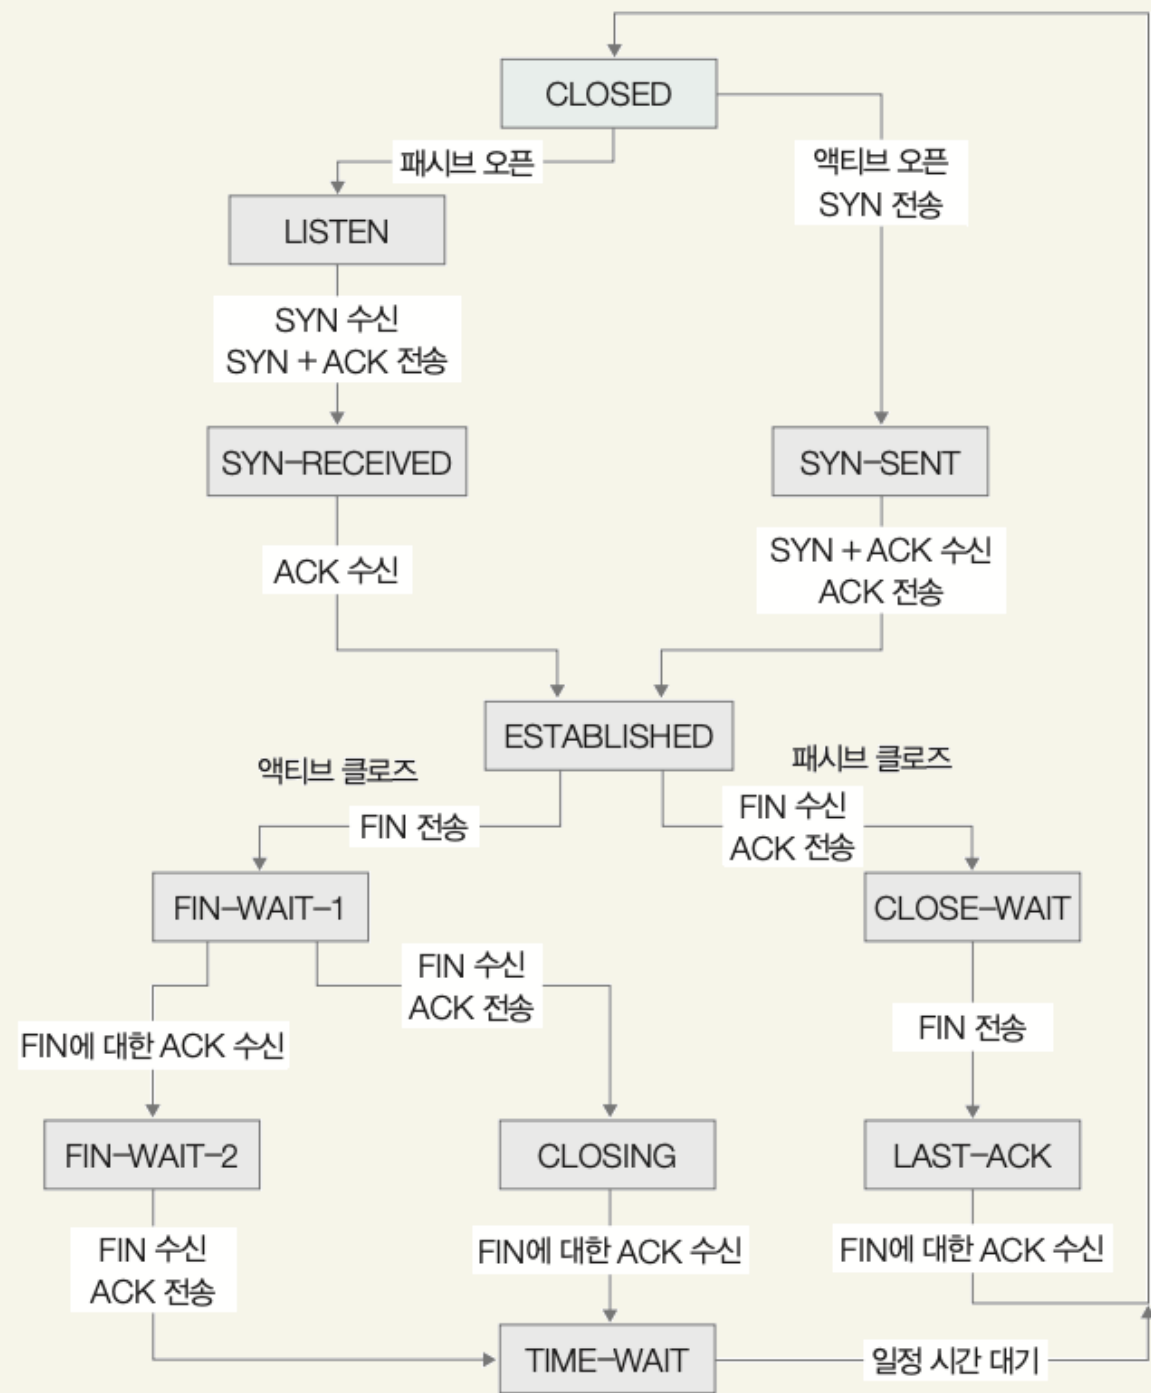 CLOSED
패시브 오픈
액티브 오픈
SYN 전송
LISTEN
SYN 수신
SYN + ACK 전송
SYN-RECEIVED
SYN-SENT
ACK 수신
SYN + ACK 수신
ACK 전송
ESTABLISHED
액티브 클로즈
패시브 클로즈
FIN 전송
FIN 수신
ACK 전송
FIN-WAIT-1
CLOSE-WAIT
FIN 수신
ACK 전송
FIN에 대한 ACK 수신
FIN 전송
FIN-WAIT-2
CLOSING
LAST-ACK
FIN 수신
ACK 전송
FIN에 대한 ACK 수신
FIN에 대한 ACK 수신
TIME-WAIT
일정 시간 대기